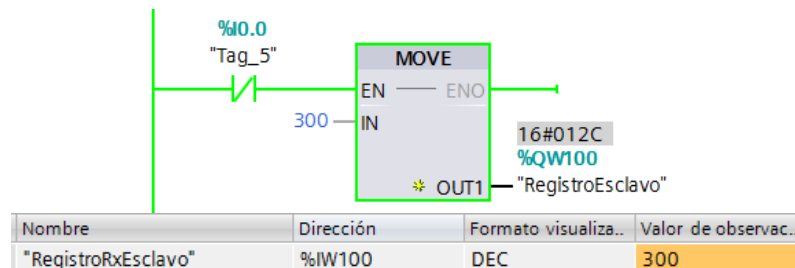 %I0.0
"Tag_5"
MOVE
EN ENO
300 IN
16#012C
%QW100
OUT1 "RegistroEsclavo"
Nombre Dirección Formato visualiza.. Valor de observac..
"RegistroRxEsclavo" %IW100 DEC 300